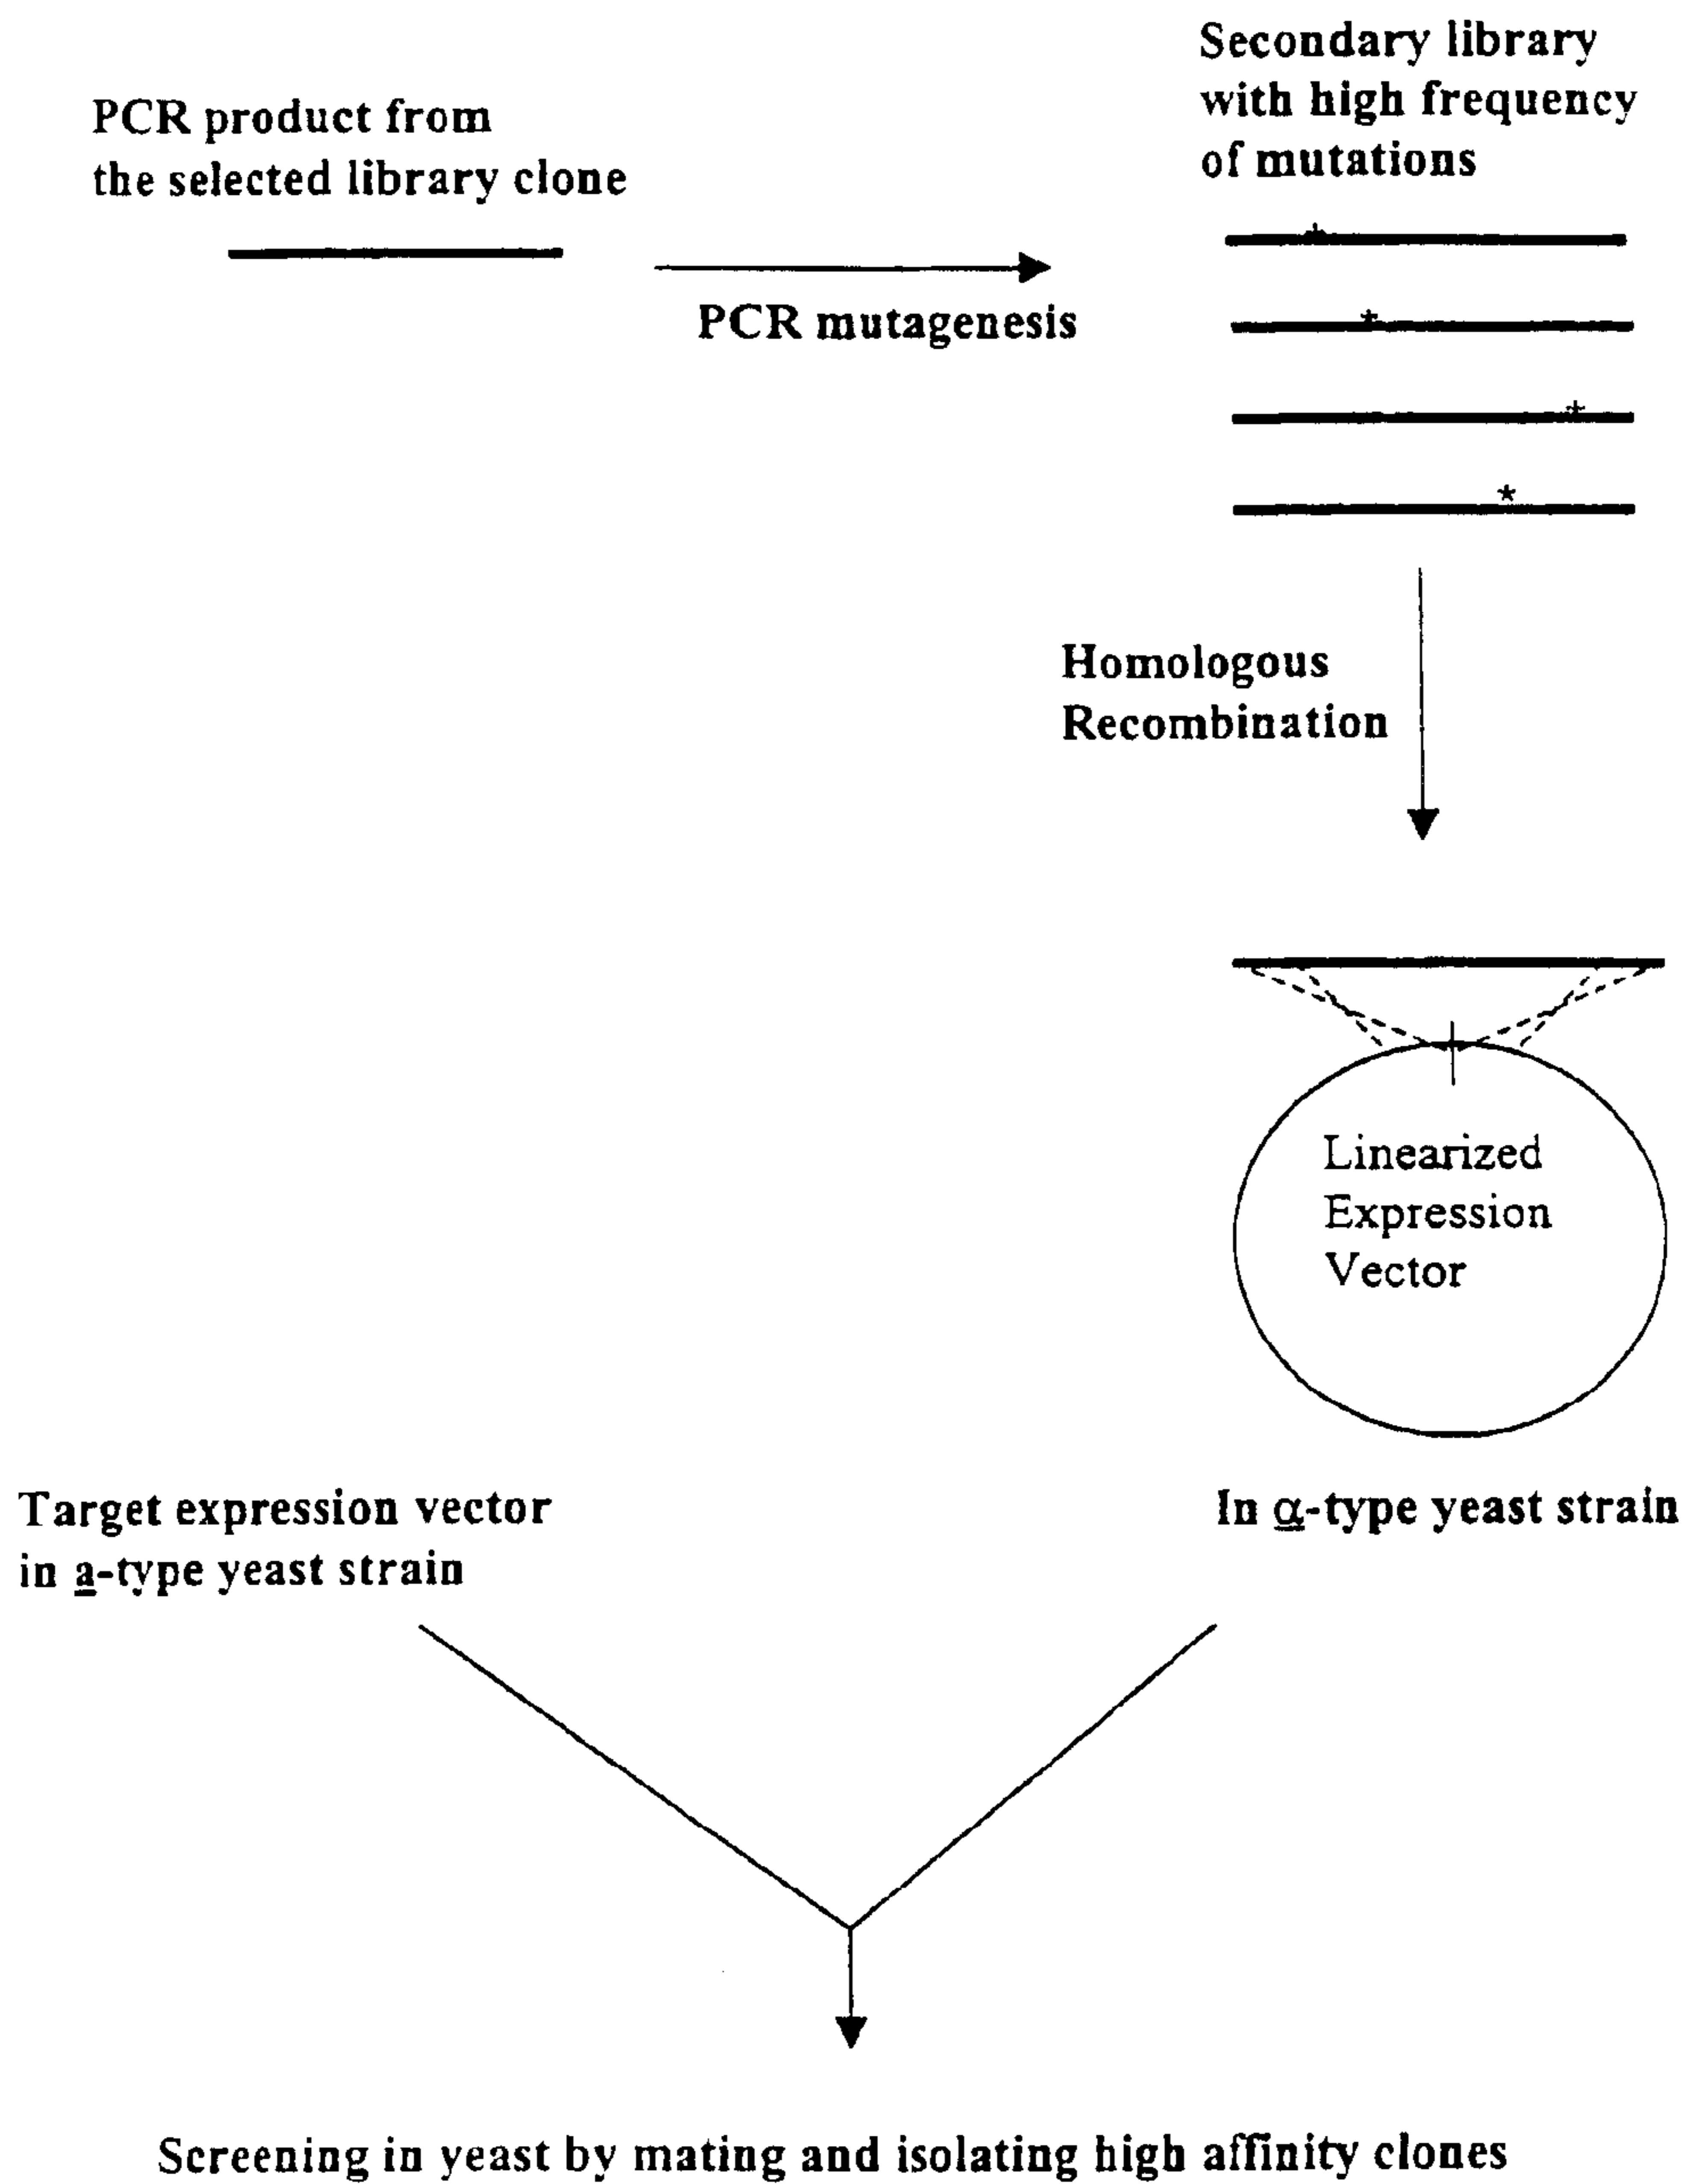 PCR product from
the selected library clone
Secondary library
with high frequency
of mutations
PCR mutagenesis
Homologous
Recombination
Linearized
Expression
Vector
Target expression vector
in a-type yeast strain
In α-type yeast strain
Screening in yeast by mating and isolating high affinity clones